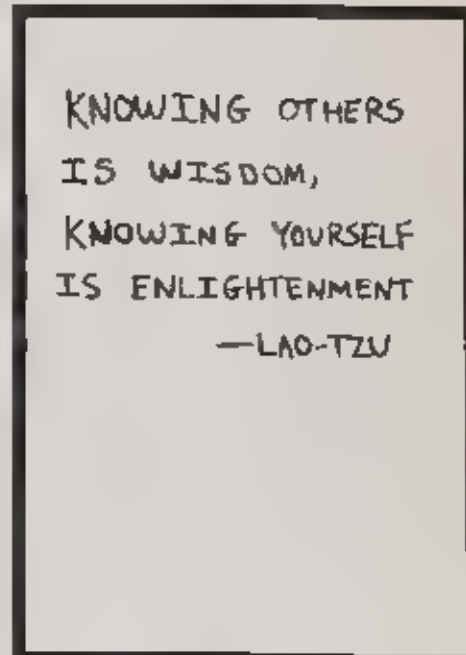 KNOWING OTHERS
IS WISDOM,
KNOWING YOURSELF
IS ENLIGHTENMENT
—LAO-TZU